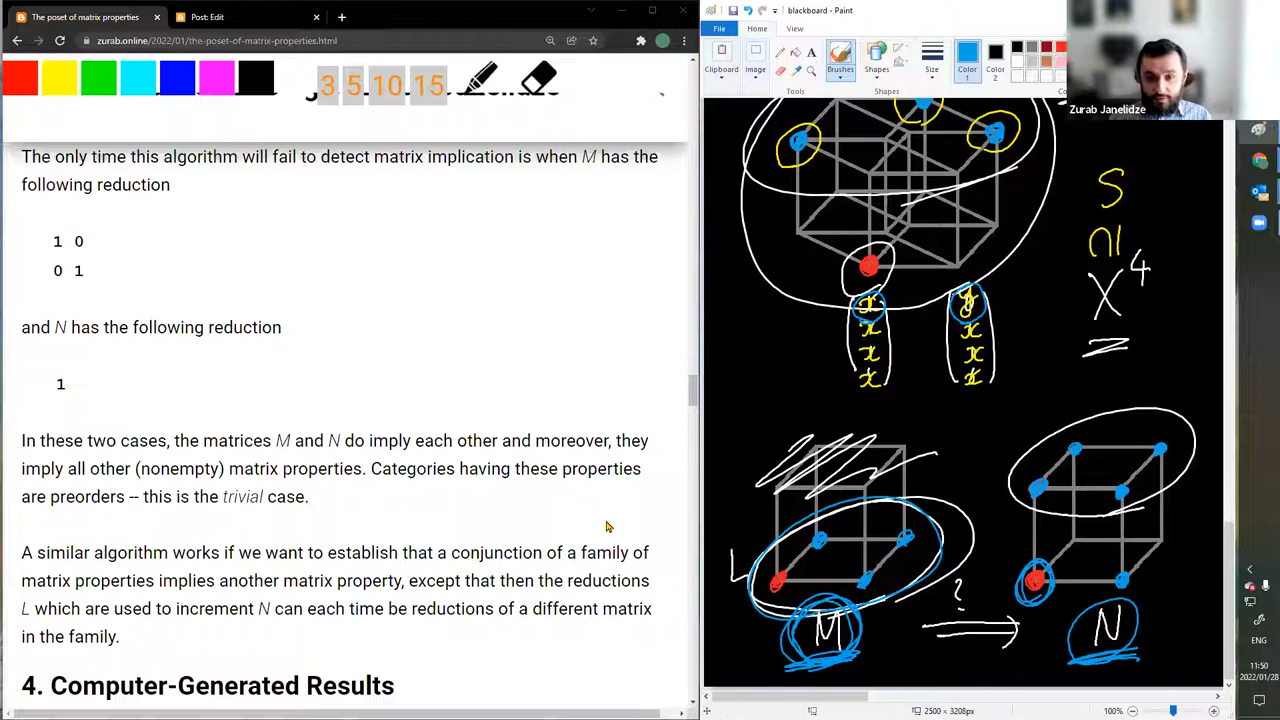 The poset of matrix properties
Post: Edit
zurab.online/2022/01/the-poset-of-matrix-properties.html
3 5 10 15
The only time this algorithm will fail to detect matrix implication is when M has the
following reduction
1 0
0 1
and N has the following reduction
1
In these two cases, the matrices M and N do imply each other and moreover, they
imply all other (nonempty) matrix properties. Categories having these properties
are preorders -- this is the trivial case.
A similar algorithm works if we want to establish that a conjunction of a family of
matrix properties implies another matrix property, except that then the reductions
L which are used to increment N can each time be reductions of a different matrix
in the family.
4. Computer-Generated Results
blackboard - Paint
File
Home
View
Clipboard
Image
Brushes
Shapes
Size
Color
1
Color
2
Tools
Shapes
Colors
Zurab Janelidze
S
X⁴
x y
x x
x x
x x
L
?
M
N
2500 × 3208px
100%
ENG
11:50
2022/01/28